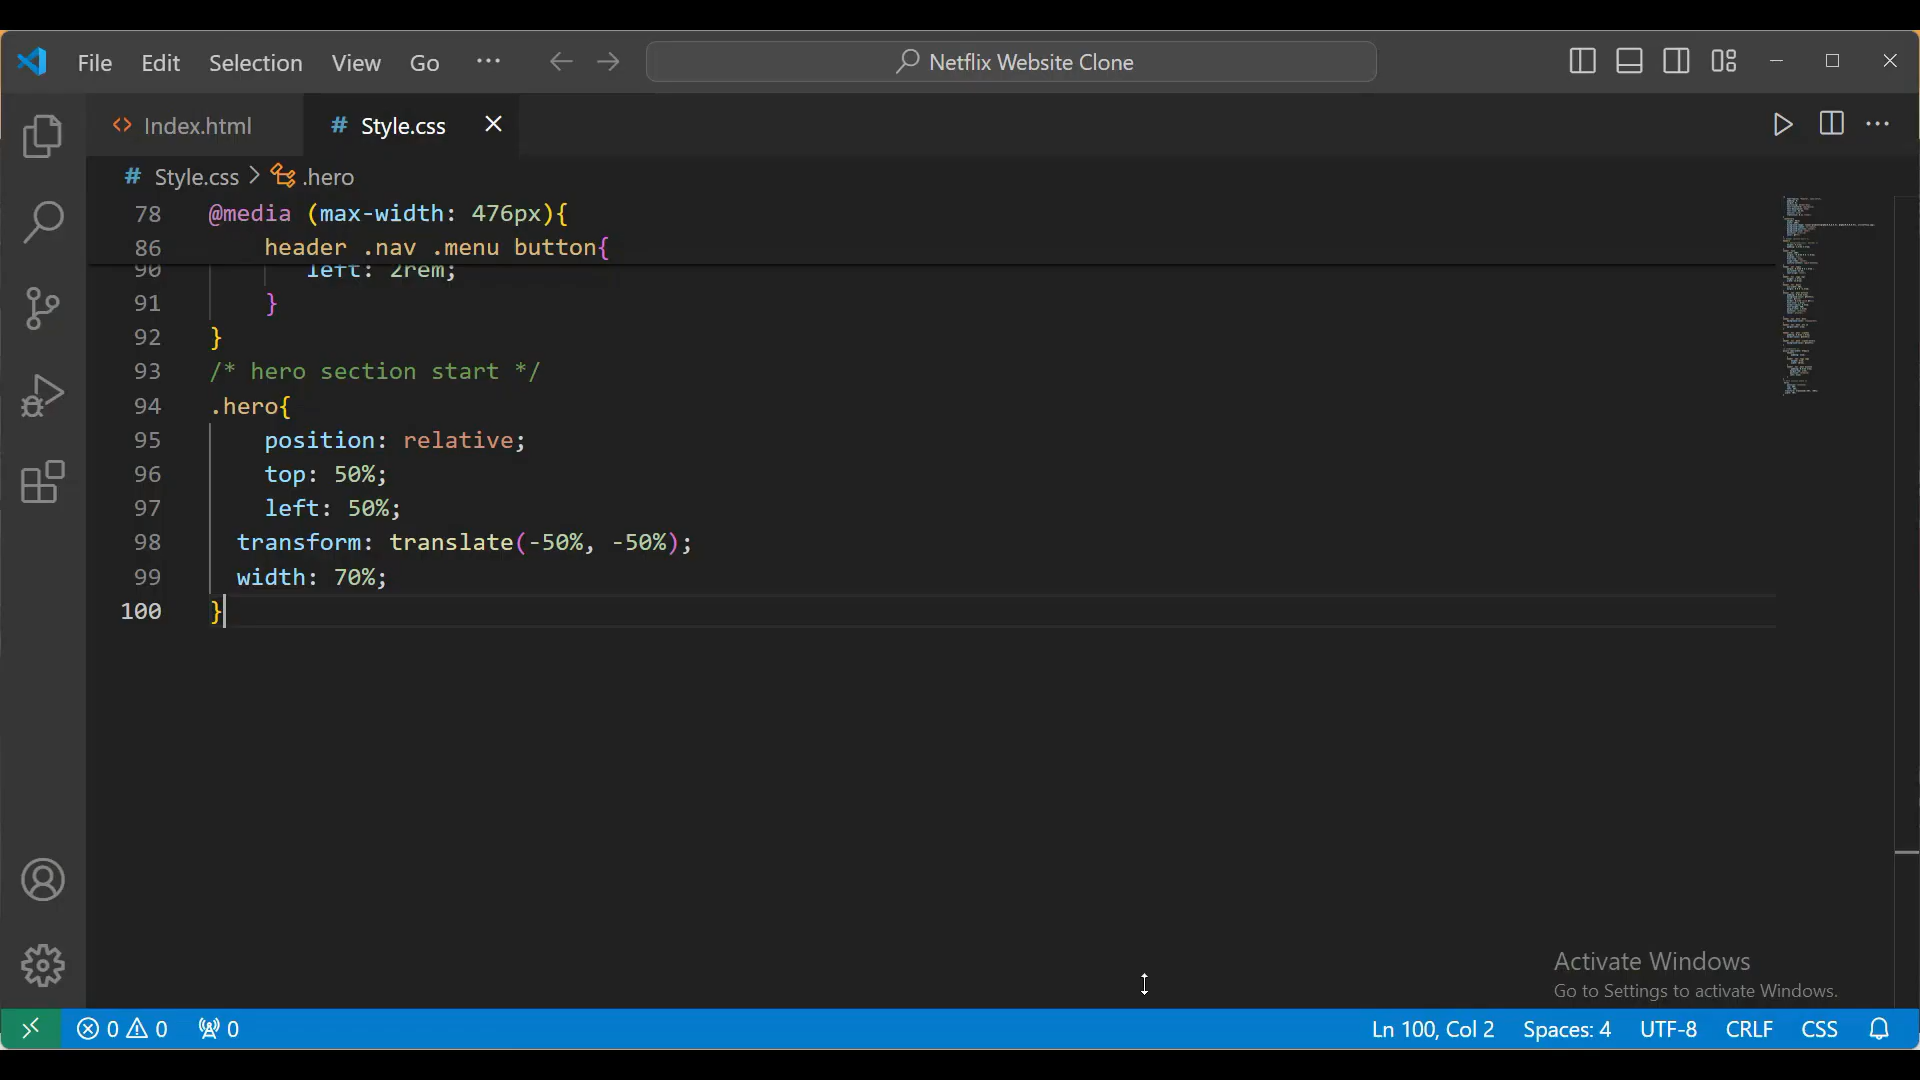 File Edit Selection View Go ··· Netflix Website Clone
<> Index.html # Style.css
# Style.css > .hero
78 @media (max-width: 476px){
86 header .nav .menu button{
90 left: 2rem;
91 }
92 }
93 /* hero section start */
94 .hero{
95 position: relative;
96 top: 50%;
97 left: 50%;
98 transform: translate(-50%, -50%);
99 width: 70%;
100 }
Activate Windows
Go to Settings to activate Windows.
0 0 0 Ln 100, Col 2 Spaces: 4 UTF-8 CRLF CSS